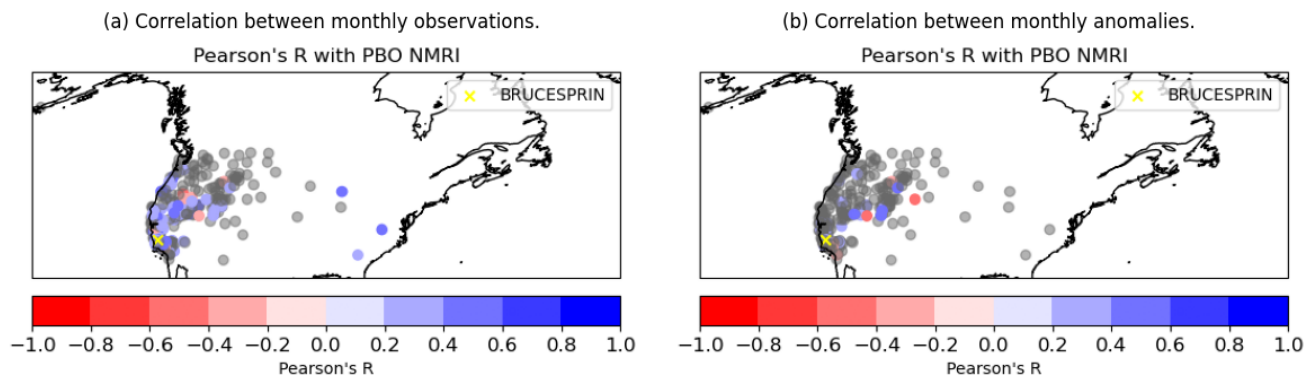 (a) Correlation between monthly observations.
Pearson's R with PBO NMRI
BRUCESPRIN
−1.0 −0.8 −0.6 −0.4 −0.2 0.0 0.2 0.4 0.6 0.8 1.0
Pearson's R
(b) Correlation between monthly anomalies.
Pearson's R with PBO NMRI
BRUCESPRIN
−1.0 −0.8 −0.6 −0.4 −0.2 0.0 0.2 0.4 0.6 0.8 1.0
Pearson's R